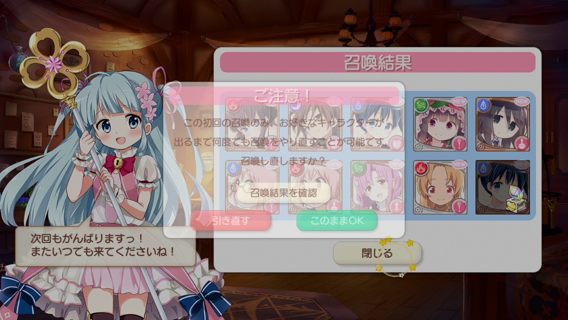 召喚結果
ご注意！
この初回の召喚のみ、お好きなキャラクターが
出るまで何度でも召喚をやり直すことが可能です。
召喚し直しますか？
召喚結果を確認
引き直す
このままOK
次回もがんばりますっ！
またいつでも来てくださいね！
閉じる